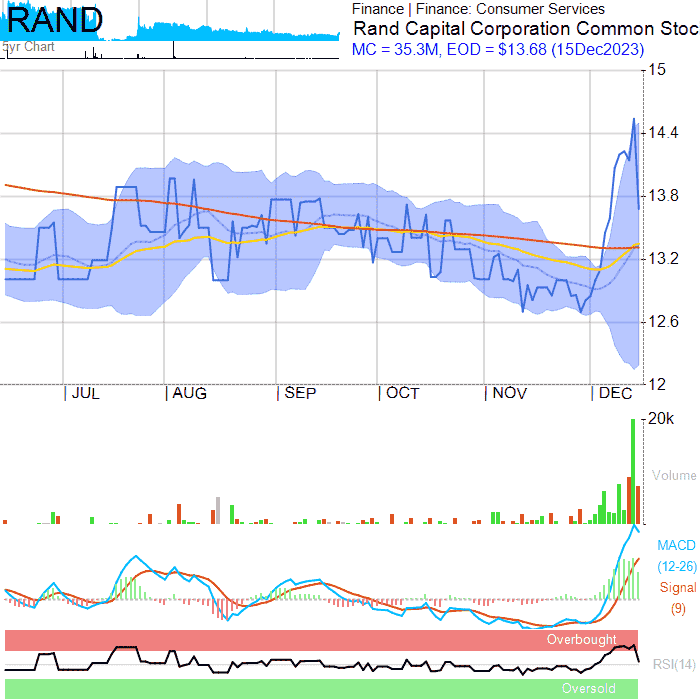 RAND
5yr Chart
Finance | Finance: Consumer Services
Rand Capital Corporation Common Stoc
MC = 35.3M, EOD = $13.68 (15Dec2023)
15
14.4
13.8
13.2
12.6
12
JUL AUG SEP OCT NOV DEC
20k
Volume
MACD
(12-26)
Signal
(9)
Overbought
RSI(14)
Oversold